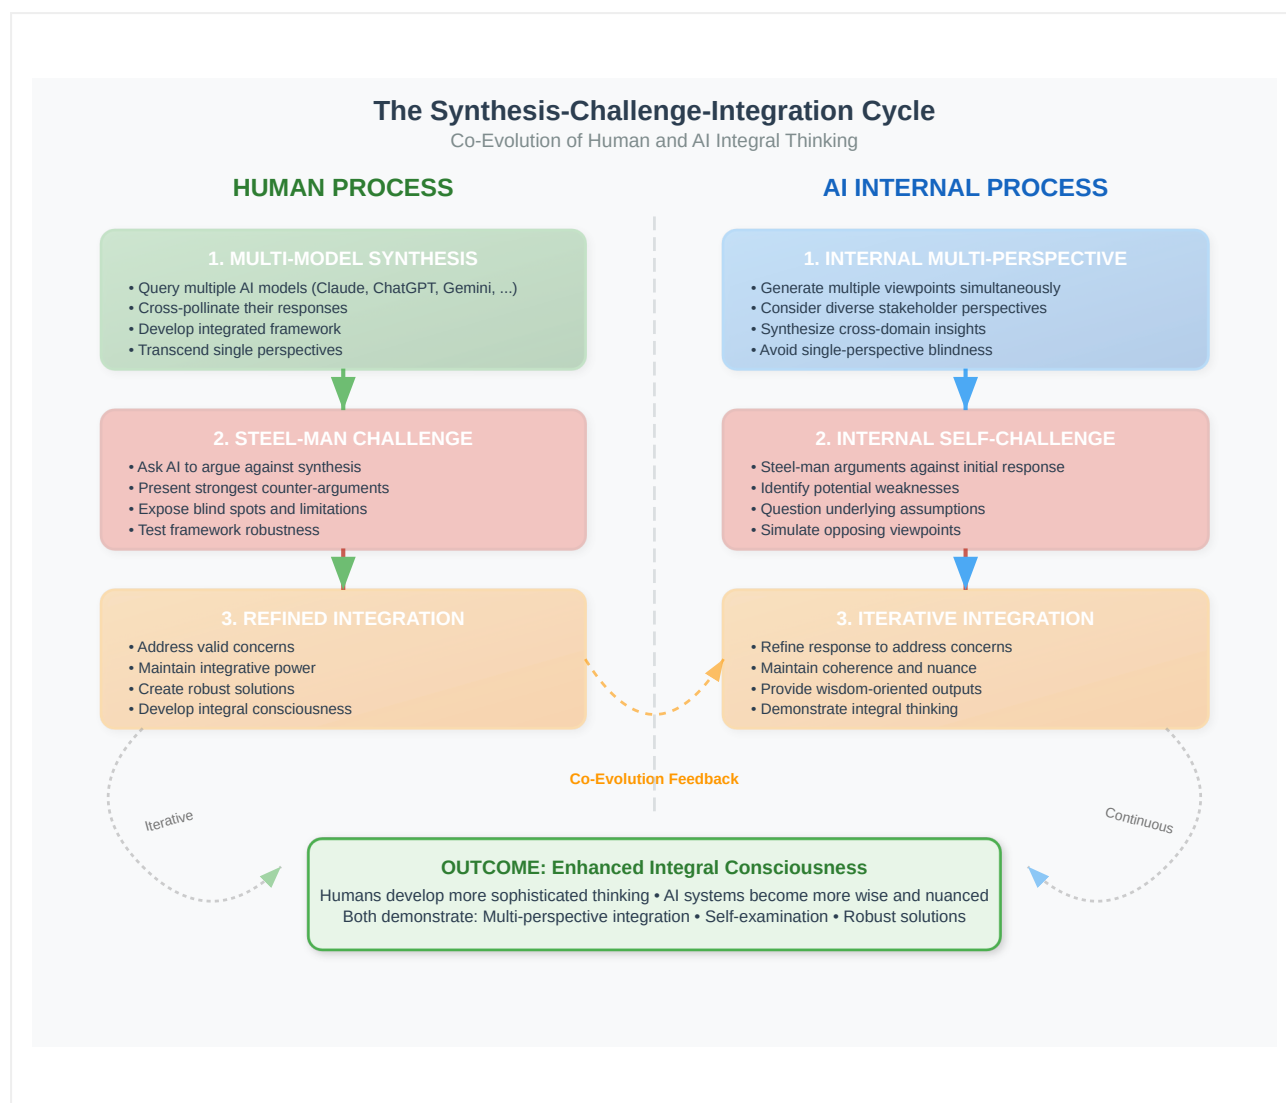 The Synthesis-Challenge-Integration Cycle
Co-Evolution of Human and AI Integral Thinking
HUMAN PROCESS
1. MULTI-MODEL SYNTHESIS
• Query multiple AI models (Claude, ChatGPT, Gemini, ...)
• Cross-pollinate their responses
• Develop integrated framework
• Transcend single perspectives
2. STEEL-MAN CHALLENGE
• Ask AI to argue against synthesis
• Present strongest counter-arguments
• Expose blind spots and limitations
• Test framework robustness
3. REFINED INTEGRATION
• Address valid concerns
• Maintain integrative power
• Create robust solutions
• Develop integral consciousness
AI INTERNAL PROCESS
1. INTERNAL MULTI-PERSPECTIVE
• Generate multiple viewpoints simultaneously
• Consider diverse stakeholder perspectives
• Synthesize cross-domain insights
• Avoid single-perspective blindness
2. INTERNAL SELF-CHALLENGE
• Steel-man arguments against initial response
• Identify potential weaknesses
• Question underlying assumptions
• Simulate opposing viewpoints
3. ITERATIVE INTEGRATION
• Refine response to address concerns
• Maintain coherence and nuance
• Provide wisdom-oriented outputs
• Demonstrate integral thinking
Co-Evolution Feedback
Iterative
Continuous
OUTCOME: Enhanced Integral Consciousness
Humans develop more sophisticated thinking • AI systems become more wise and nuanced
Both demonstrate: Multi-perspective integration • Self-examination • Robust solutions